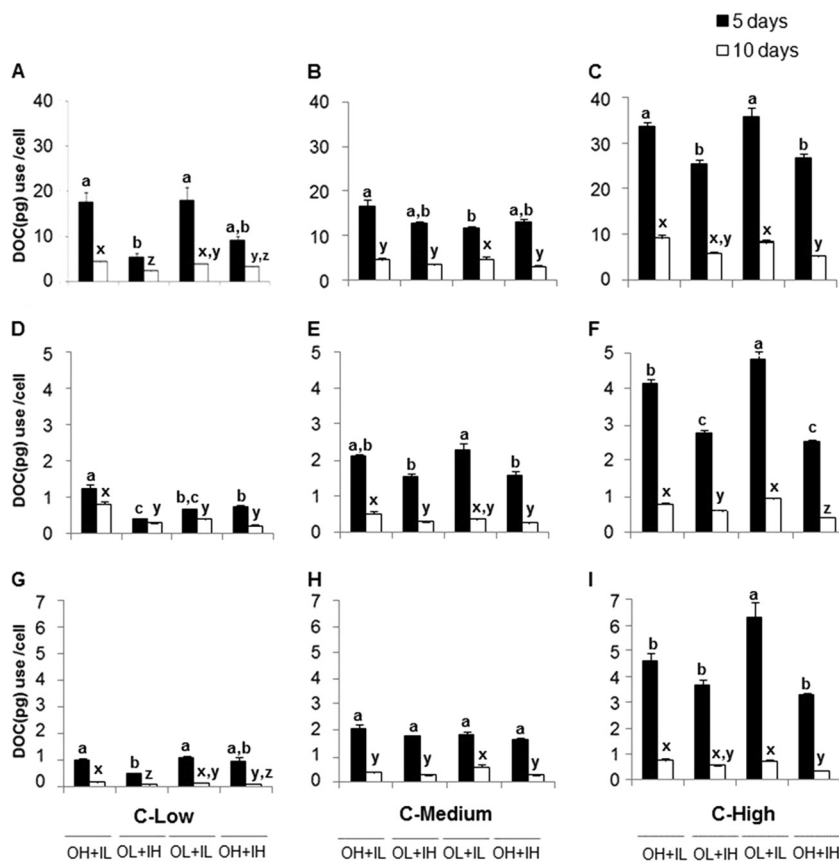 5 days
10 days
A
B
C
DOC(pg) use /cell
40
30
20
10
0
a
x
b
z
a
x,y
a,b
y,z
40
30
20
10
0
a
y
a,b
y
b
x
a,b
y
40
30
20
10
0
a
x
b
x,y
a
x
b
y
D
E
F
DOC(pg) use /cell
5
4
3
2
1
0
a
x
c
y
b,c
y
b
y
5
4
3
2
1
0
a,b
x
b
y
a
x,y
b
y
5
4
3
2
1
0
b
x
c
y
a
x
c
z
G
H
I
DOC(pg) use /cell
7
6
5
4
3
2
1
0
a
x
b
z
a
x,y
a,b
y,z
7
6
5
4
3
2
1
0
a
y
a
y
a
x
a
y
7
6
5
4
3
2
1
0
b
x
b
x,y
a
x
b
y
C-Low
C-Medium
C-High
OH+IL OL+IH OL+IL OH+IH
OH+IL OL+IH OL+IL OH+IH
OH+IL OL+IH OL+IL OH+IH